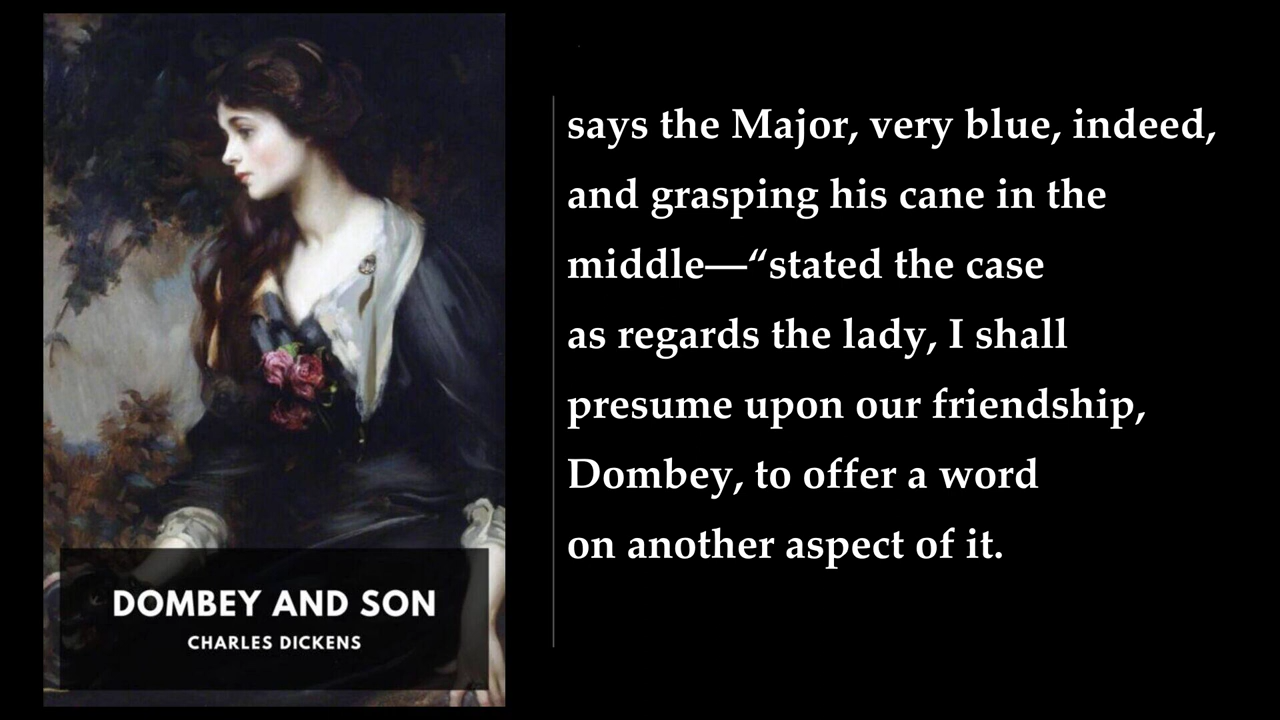 DOMBEY AND SON
CHARLES DICKENS
says the Major, very blue, indeed,
and grasping his cane in the
middle—“stated the case
as regards the lady, I shall
presume upon our friendship,
Dombey, to offer a word
on another aspect of it.